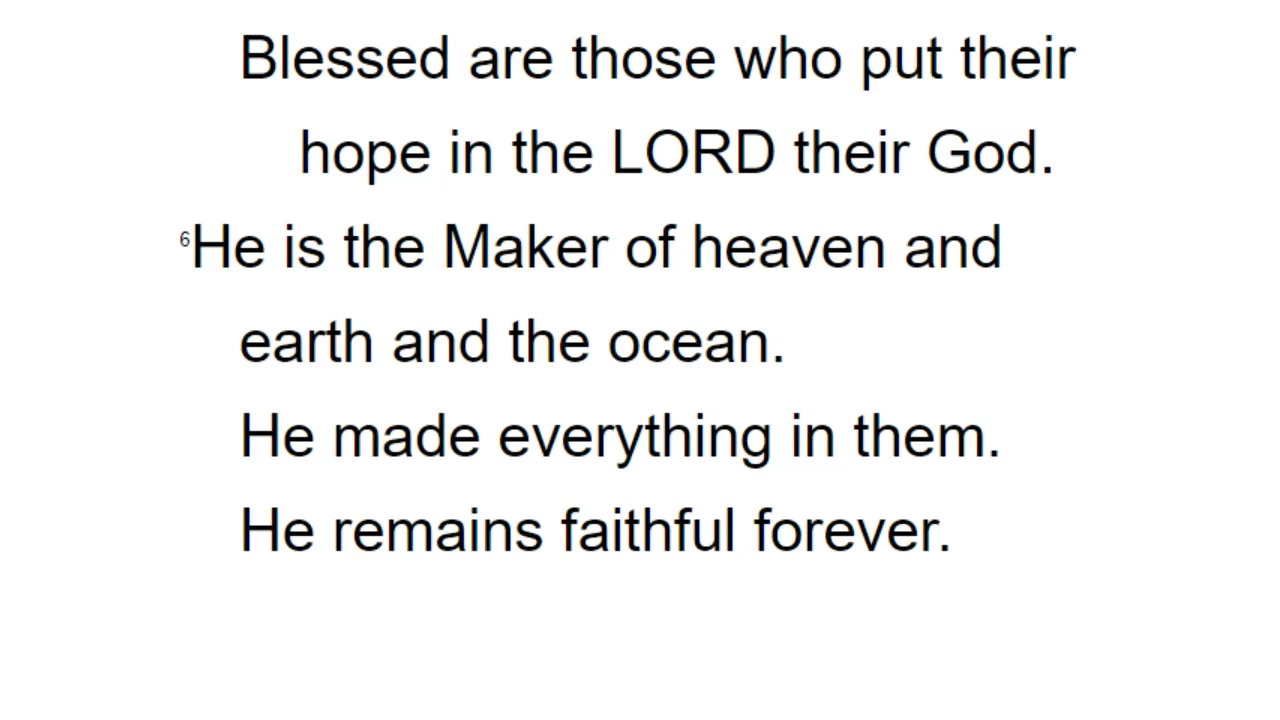 Blessed are those who put their
hope in the LORD their God.
⁶He is the Maker of heaven and
earth and the ocean.
He made everything in them.
He remains faithful forever.